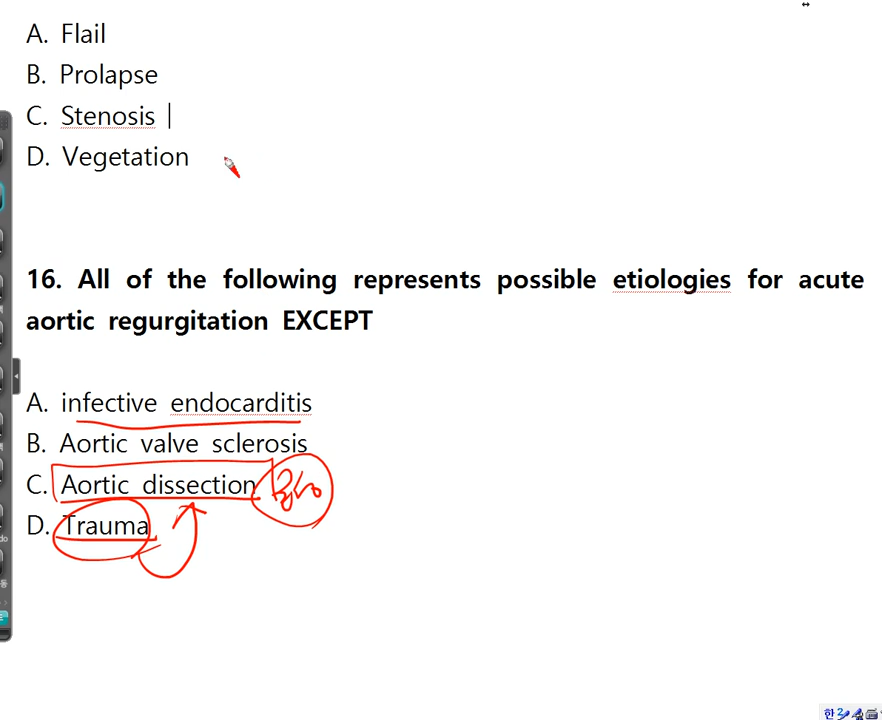 A. Flail
B. Prolapse
C. Stenosis
D. Vegetation
16. All of the following represents possible etiologies for acute
aortic regurgitation EXCEPT
A. infective endocarditis
B. Aortic valve sclerosis
C. Aortic dissection
D. Trauma
한